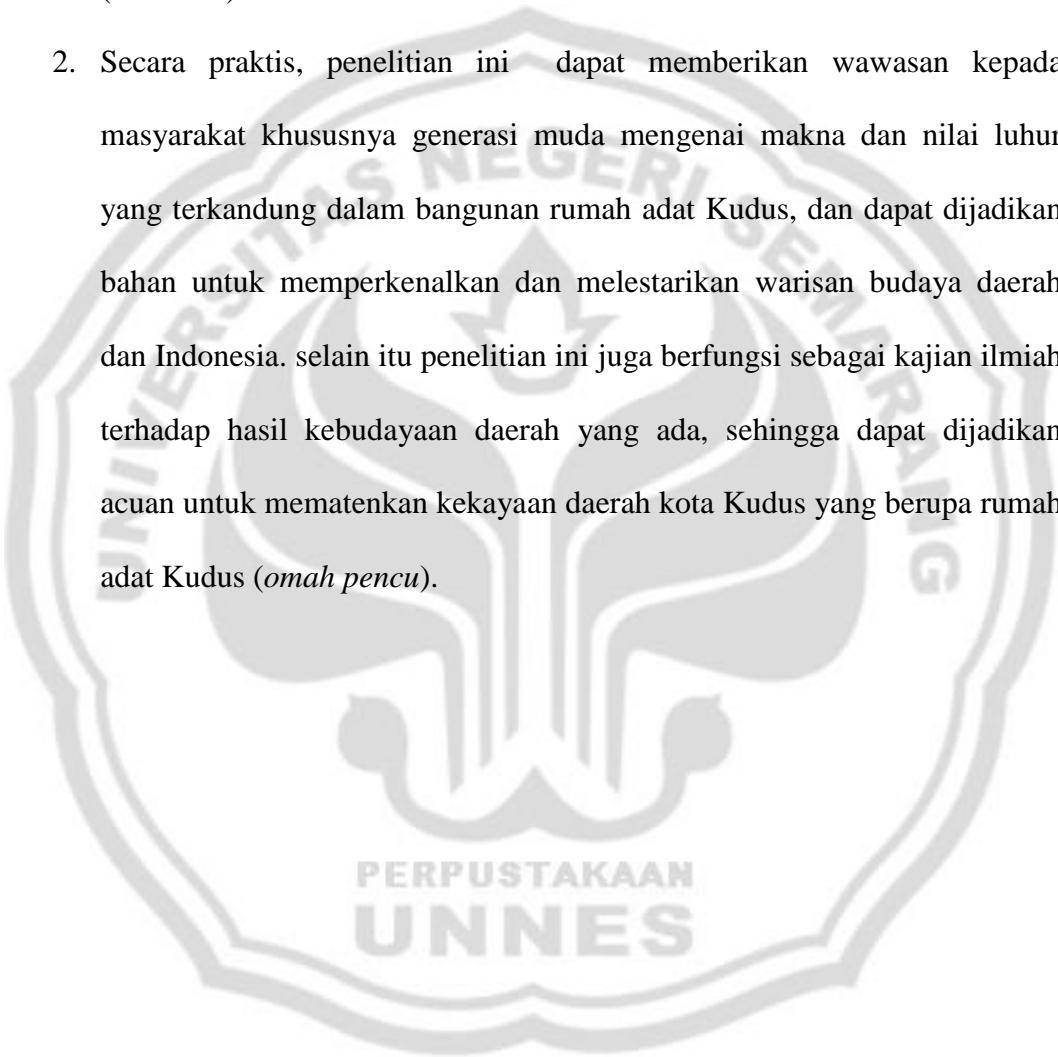 2. Secara praktis, penelitian ini dapat memberikan wawasan kepada
masyarakat khususnya generasi muda mengenai makna dan nilai luhur
yang terkandung dalam bangunan rumah adat Kudus, dan dapat dijadikan
bahan untuk memperkenalkan dan melestarikan warisan budaya daerah
dan Indonesia. selain itu penelitian ini juga berfungsi sebagai kajian ilmiah
terhadap hasil kebudayaan daerah yang ada, sehingga dapat dijadikan
acuan untuk mematenkan kekayaan daerah kota Kudus yang berupa rumah
adat Kudus (omah pencu).
UNIVERSITAS NEGERI SEMARANG
PERPUSTAKAAN
UNNES